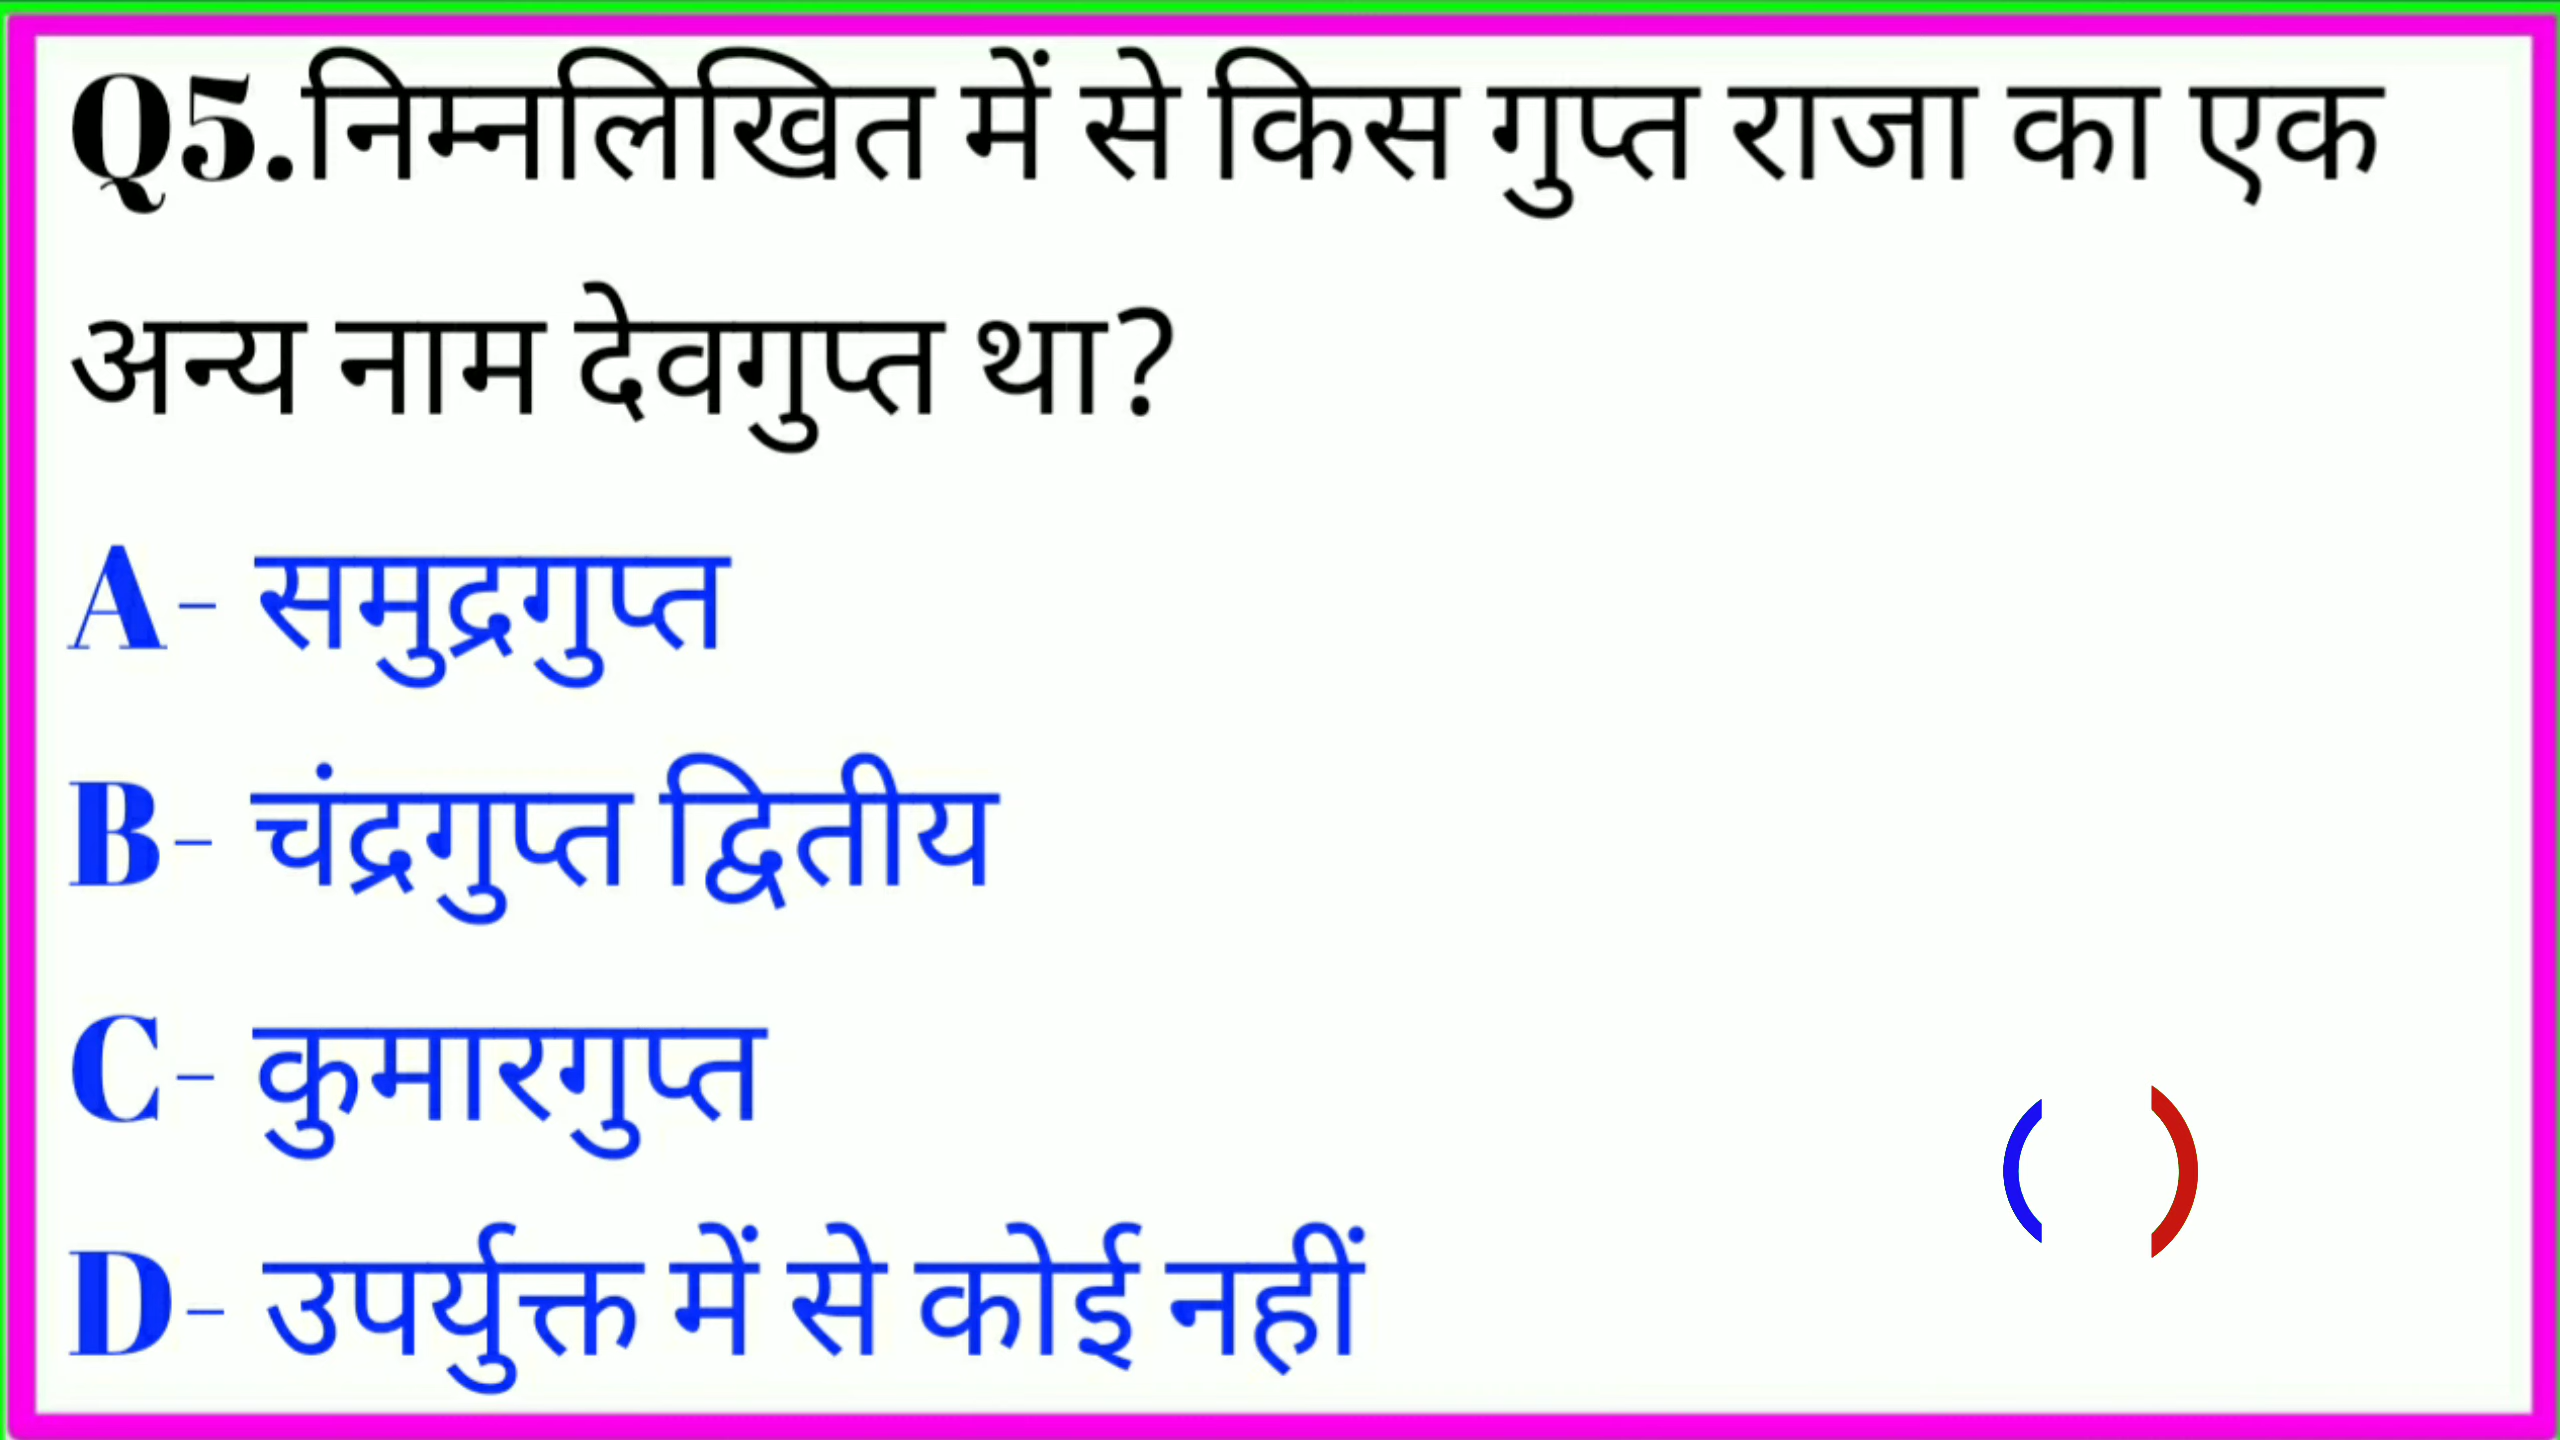 Q5.निम्नलिखित में से किस गुप्त राजा का एक
अन्य नाम देवगुप्त था?
A- समुद्रगुप्त
B- चंद्रगुप्त द्वितीय
C- कुमारगुप्त
D- उपर्युक्त में से कोई नहीं